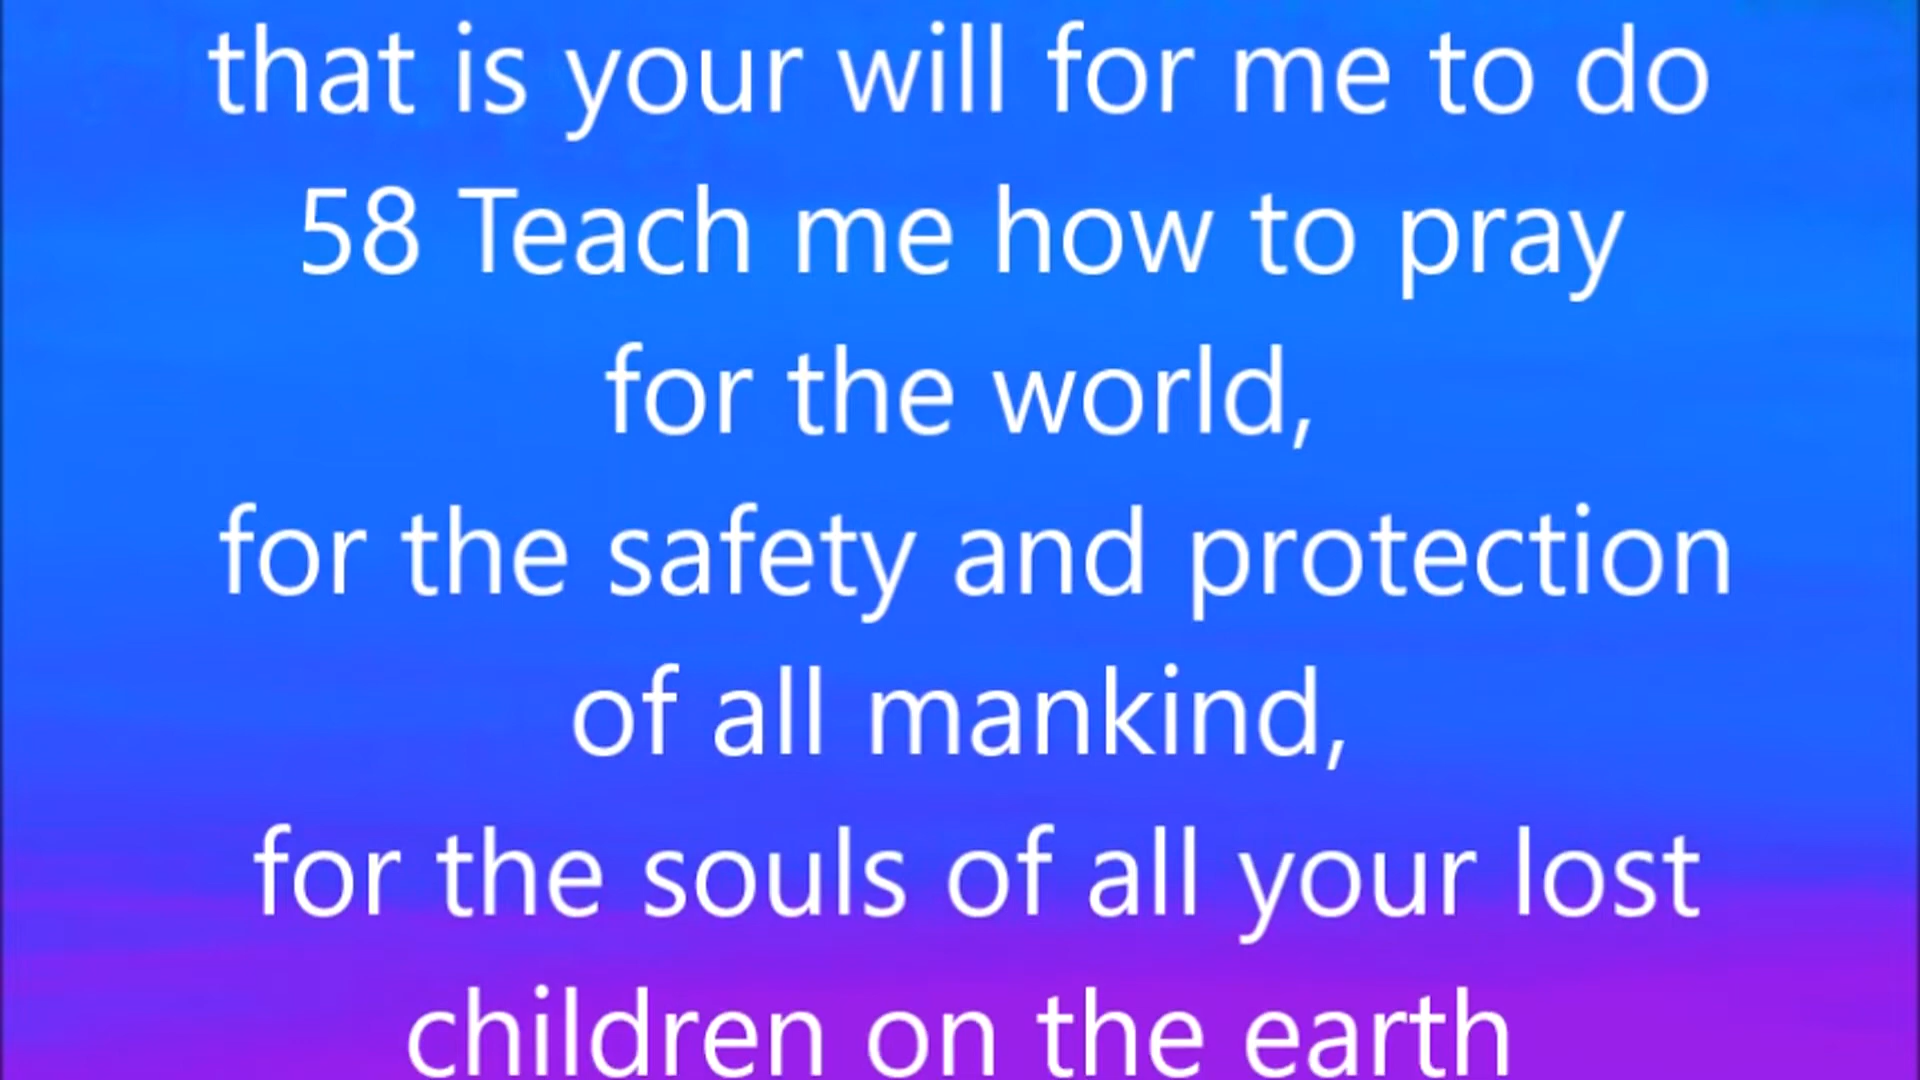 that is your will for me to do
58 Teach me how to pray
for the world,
for the safety and protection
of all mankind,
for the souls of all your lost
children on the earth